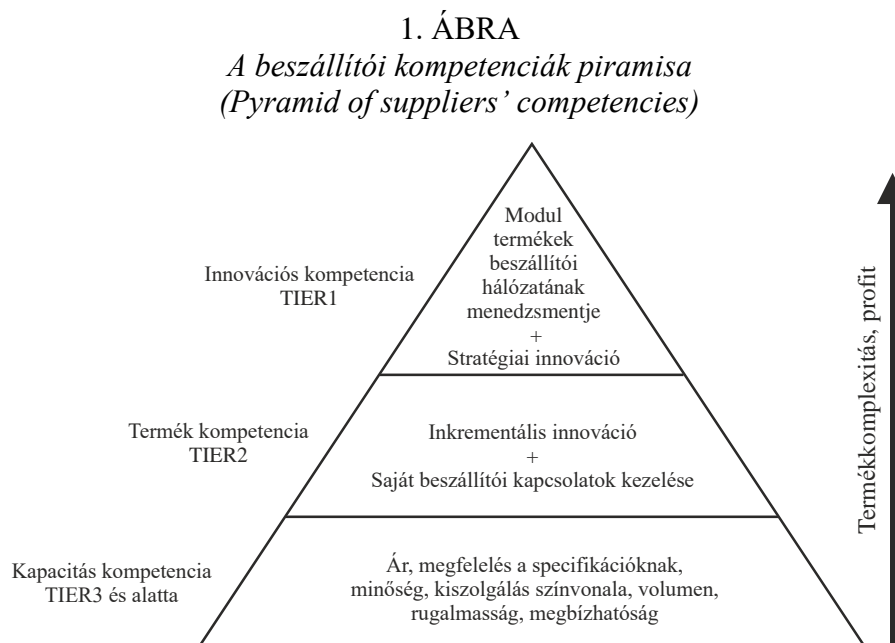 1. ÁBRA
A beszállítói kompetenciák piramisa
(Pyramid of suppliers’ competencies)
Innovációs kompetencia
TIER1
Modul
termékek
beszállítói
hálózatának
menedzsmentje
+
Stratégiai innováció
Termék kompetencia
TIER2
Inkrementális innováció
+
Saját beszállítói kapcsolatok kezelése
Kapacitás kompetencia
TIER3 és alatta
Ár, megfelelés a specifikációknak,
minőség, kiszolgálás színvonala, volumen,
rugalmasság, megbízhatóság
Termékkomplexitás, profit